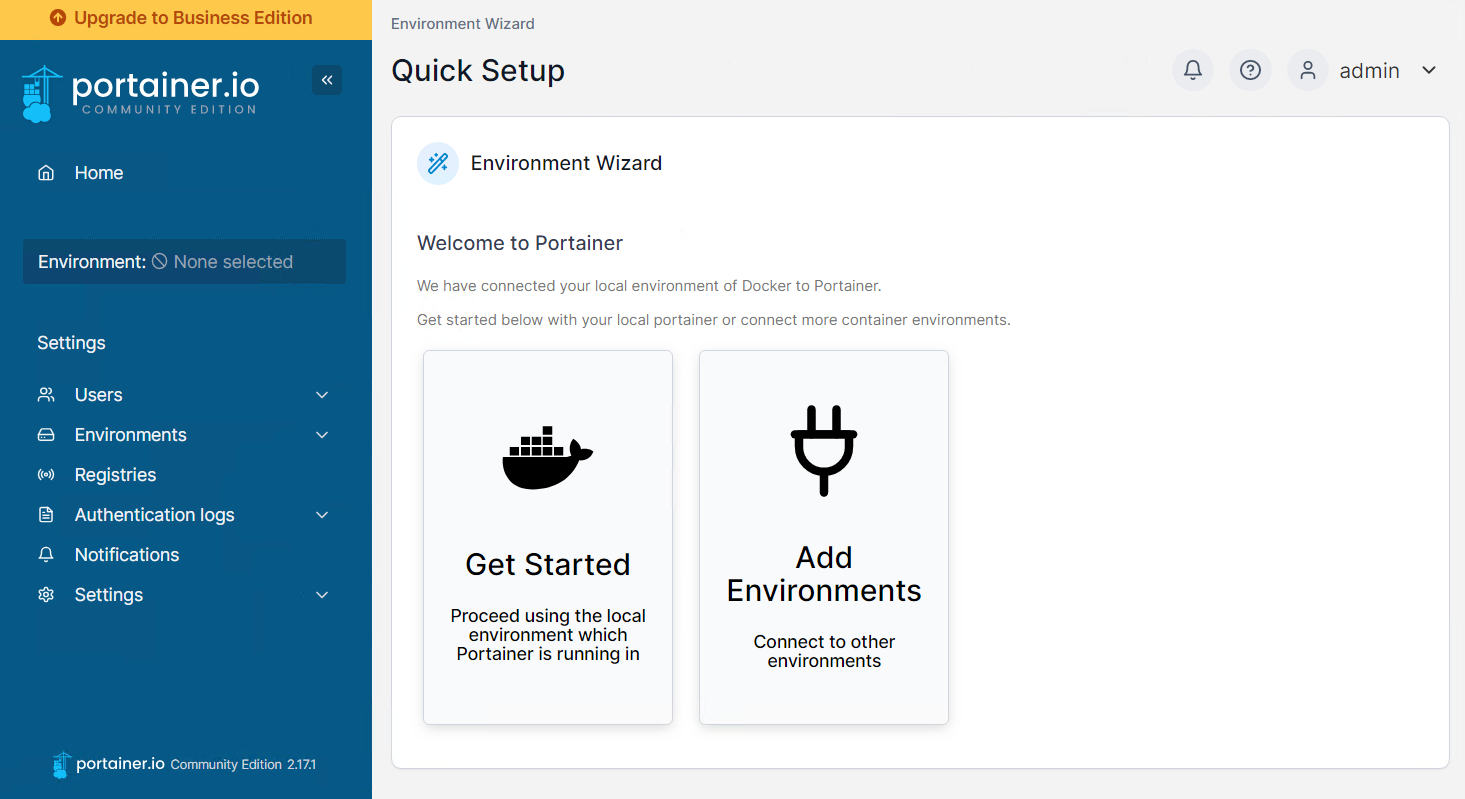 Upgrade to Business Edition
portainer.io
COMMUNITY EDITION
Home
Environment: None selected
Settings
Users
Environments
Registries
Authentication logs
Notifications
Settings
portainer.io Community Edition 2.17.1
Environment Wizard
Quick Setup
admin
Environment Wizard
Welcome to Portainer
We have connected your local environment of Docker to Portainer.
Get started below with your local portainer or connect more container environments.
Get Started
Proceed using the local
environment which
Portainer is running in
Add
Environments
Connect to other
environments